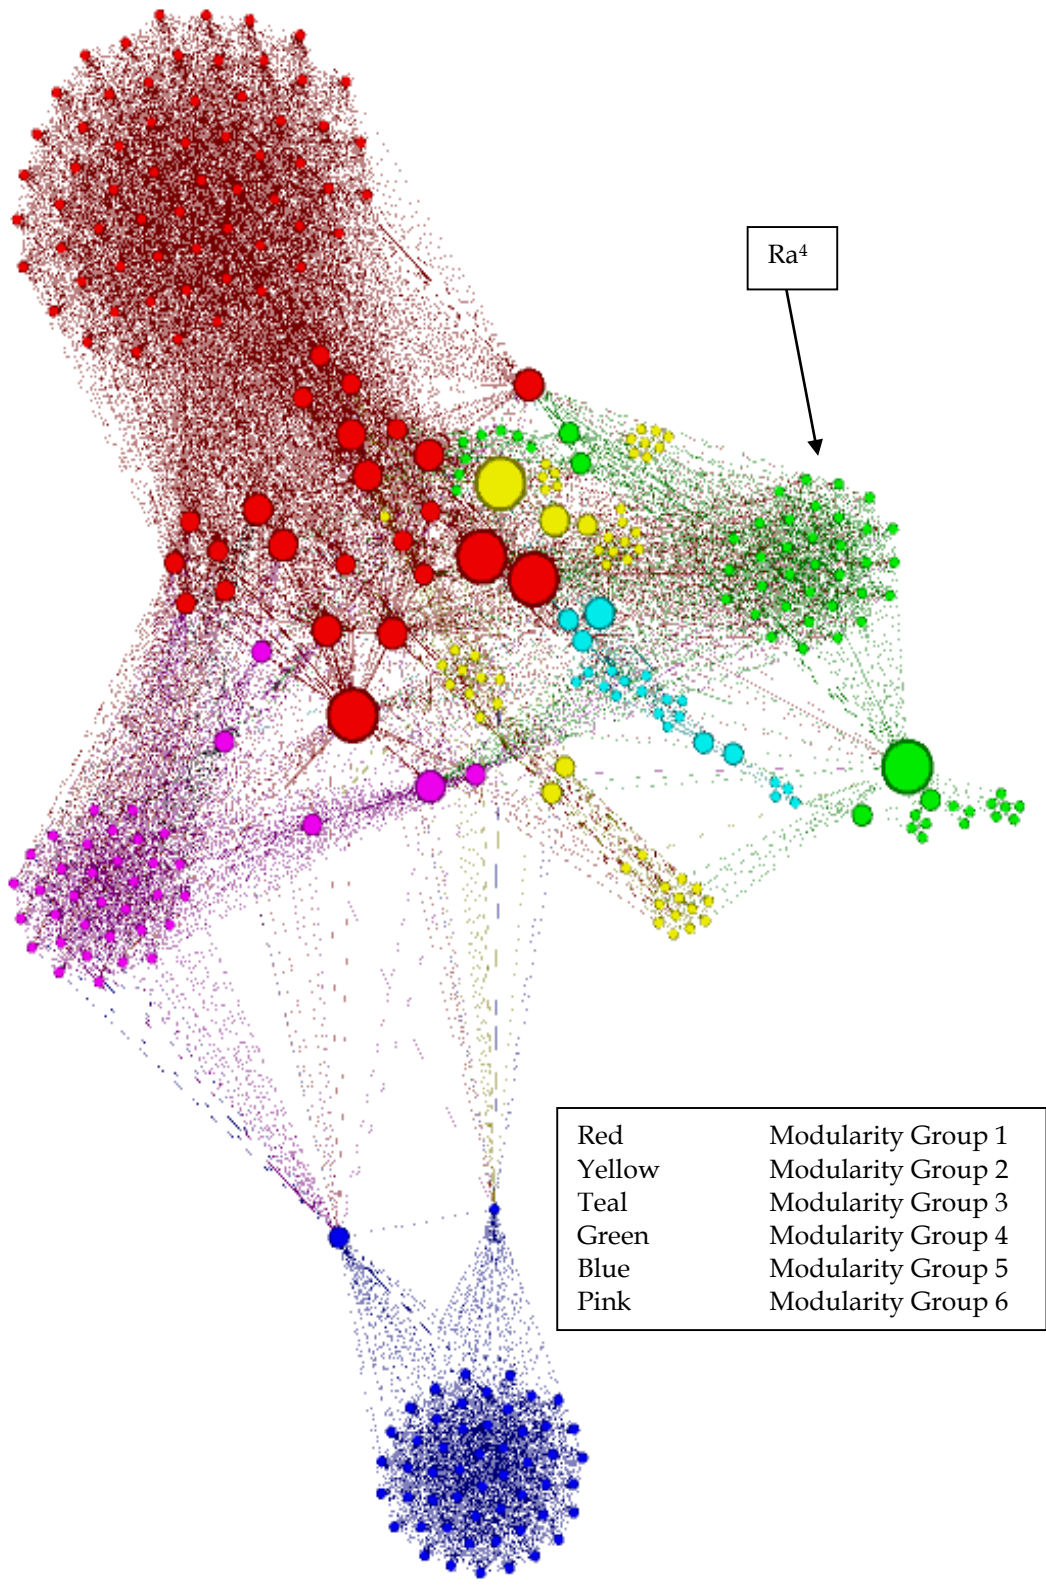 Ra⁴
Red Modularity Group 1
Yellow Modularity Group 2
Teal Modularity Group 3
Green Modularity Group 4
Blue Modularity Group 5
Pink Modularity Group 6